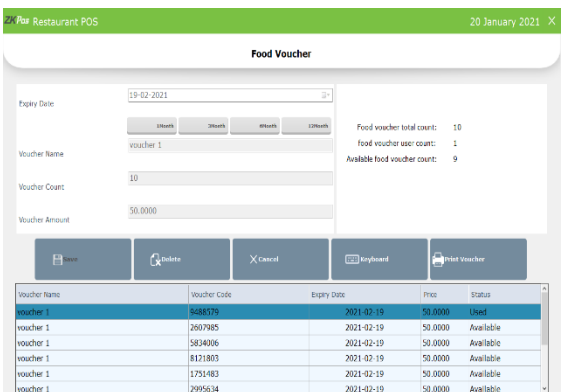 ZKPos Restaurant POS 20 January 2021 X
Food Voucher
Expiry Date 19-02-2021
1Month 3Month 6Month 12Month
Voucher Name voucher 1
Voucher Count 10
Voucher Amount 50.0000
Food voucher total count: 10
food voucher user count: 1
Available food voucher count: 9
Save Delete Cancel Keyboard Print Voucher
Voucher Name Voucher Code Expiry Date Price Status
voucher 1 9488579 2021-02-19 50.0000 Used
voucher 1 2607985 2021-02-19 50.0000 Available
voucher 1 5834006 2021-02-19 50.0000 Available
voucher 1 8121803 2021-02-19 50.0000 Available
voucher 1 1751483 2021-02-19 50.0000 Available
voucher 1 2995634 2021-02-19 50.0000 Available